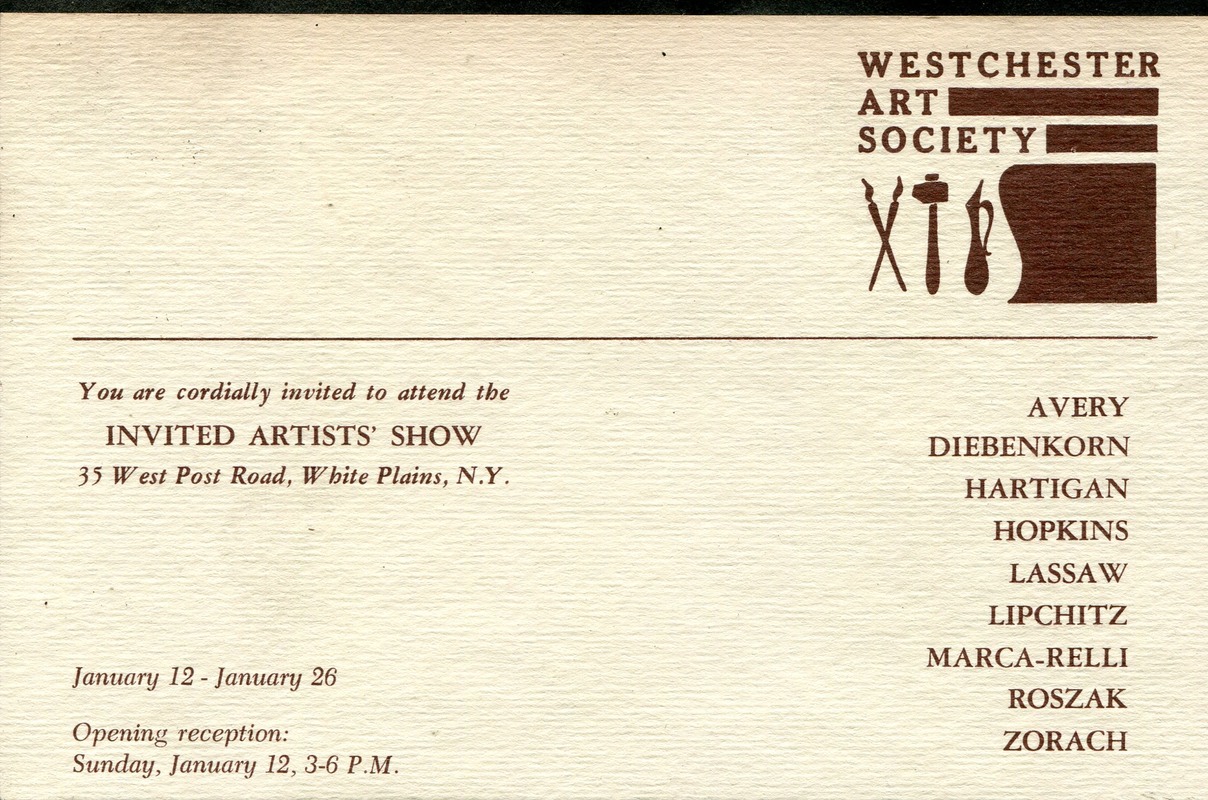 WESTCHESTER
ART
SOCIETY
You are cordially invited to attend the
INVITED ARTISTS' SHOW
35 West Post Road, White Plains, N.Y.
January 12 - January 26
Opening reception:
Sunday, January 12, 3-6 P.M.
AVERY
DIEBENKORN
HARTIGAN
HOPKINS
LASSAW
LIPCHITZ
MARCA-RELLI
ROSZAK
ZORACH